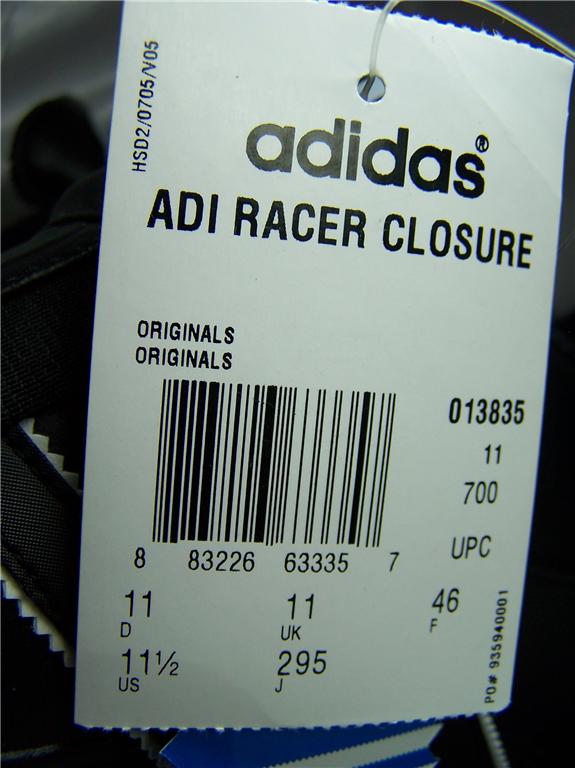 HSD2/0705/V05
adidas®
ADI RACER CLOSURE
ORIGINALS
ORIGINALS
013835
11
700
UPC
8 83226 63335 7
11 11 46
D UK F
11½ 295
US J
PO# 935940001